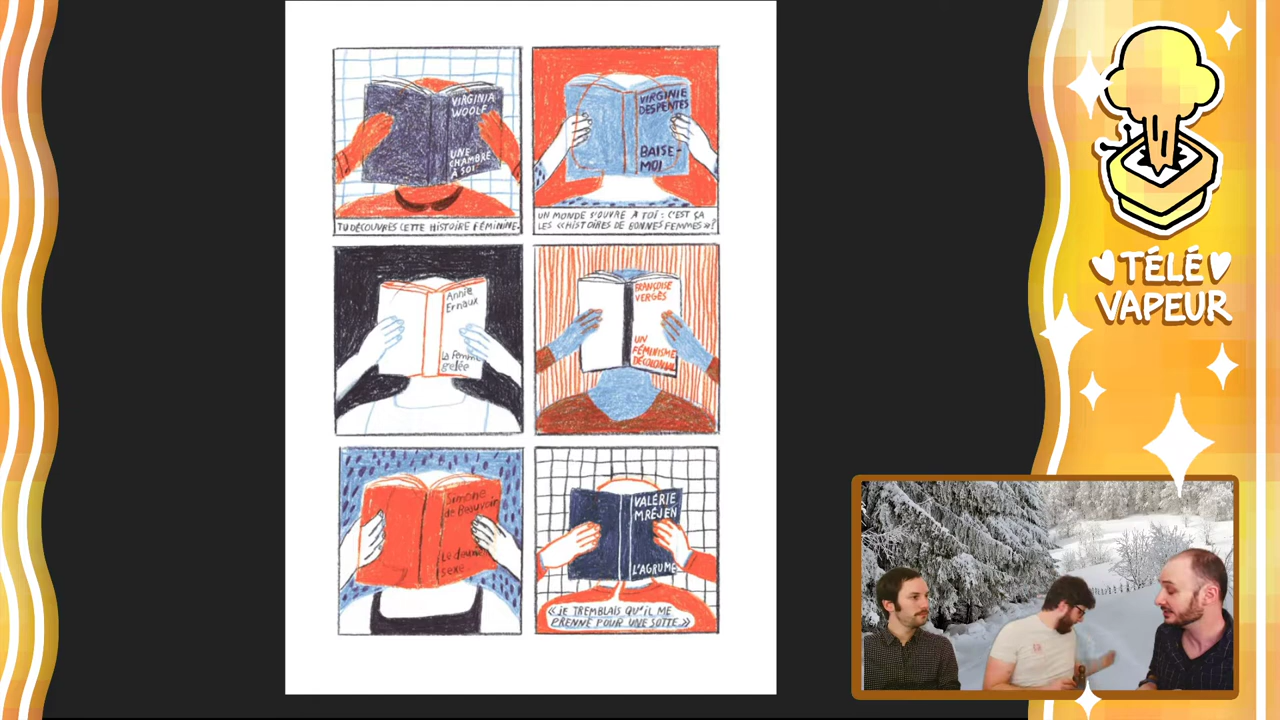 VIRGINIA
WOOLF
UNE
CHAMBRE
À SOI
TU DÉCOUVRES CETTE HISTOIRE FÉMININE.
VIRGINIE
DESPENTES
BAISE-
MOI
UN MONDE S'OUVRE À TOI : C'EST ÇA
LES «HISTOIRES DE BONNES FEMMES» ?
Annie
Ernaux
La Femme
gelée
FRANÇOISE
VERGÈS
UN
FÉMINISME
DÉCOLONIAL
Simone
de Beauvoir
Le deuxième
sexe
VALÉRIE
MRÉJEN
L'AGRUME
«JE TREMBLAIS QU'IL ME
PRENNE POUR UNE SOTTE.»
TÉLÉ
VAPEUR